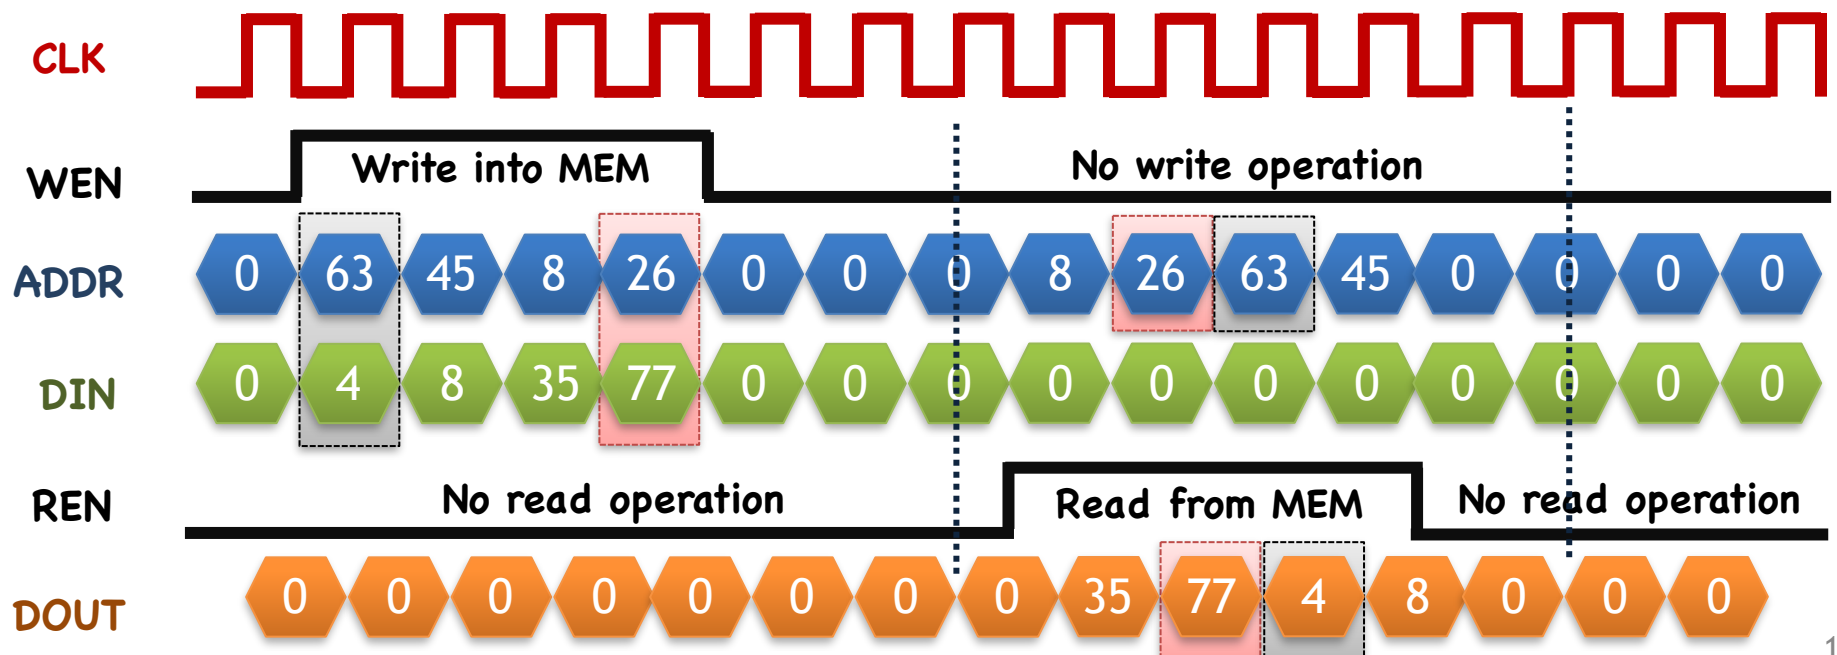 CLK
WEN Write into MEM No write operation
ADDR 0 63 45 8 26 0 0 0 8 26 63 45 0 0 0 0
DIN 0 4 8 35 77 0 0 0 0 0 0 0 0 0 0 0
REN No read operation Read from MEM No read operation
DOUT 0 0 0 0 0 0 0 0 35 77 4 8 0 0 0
1